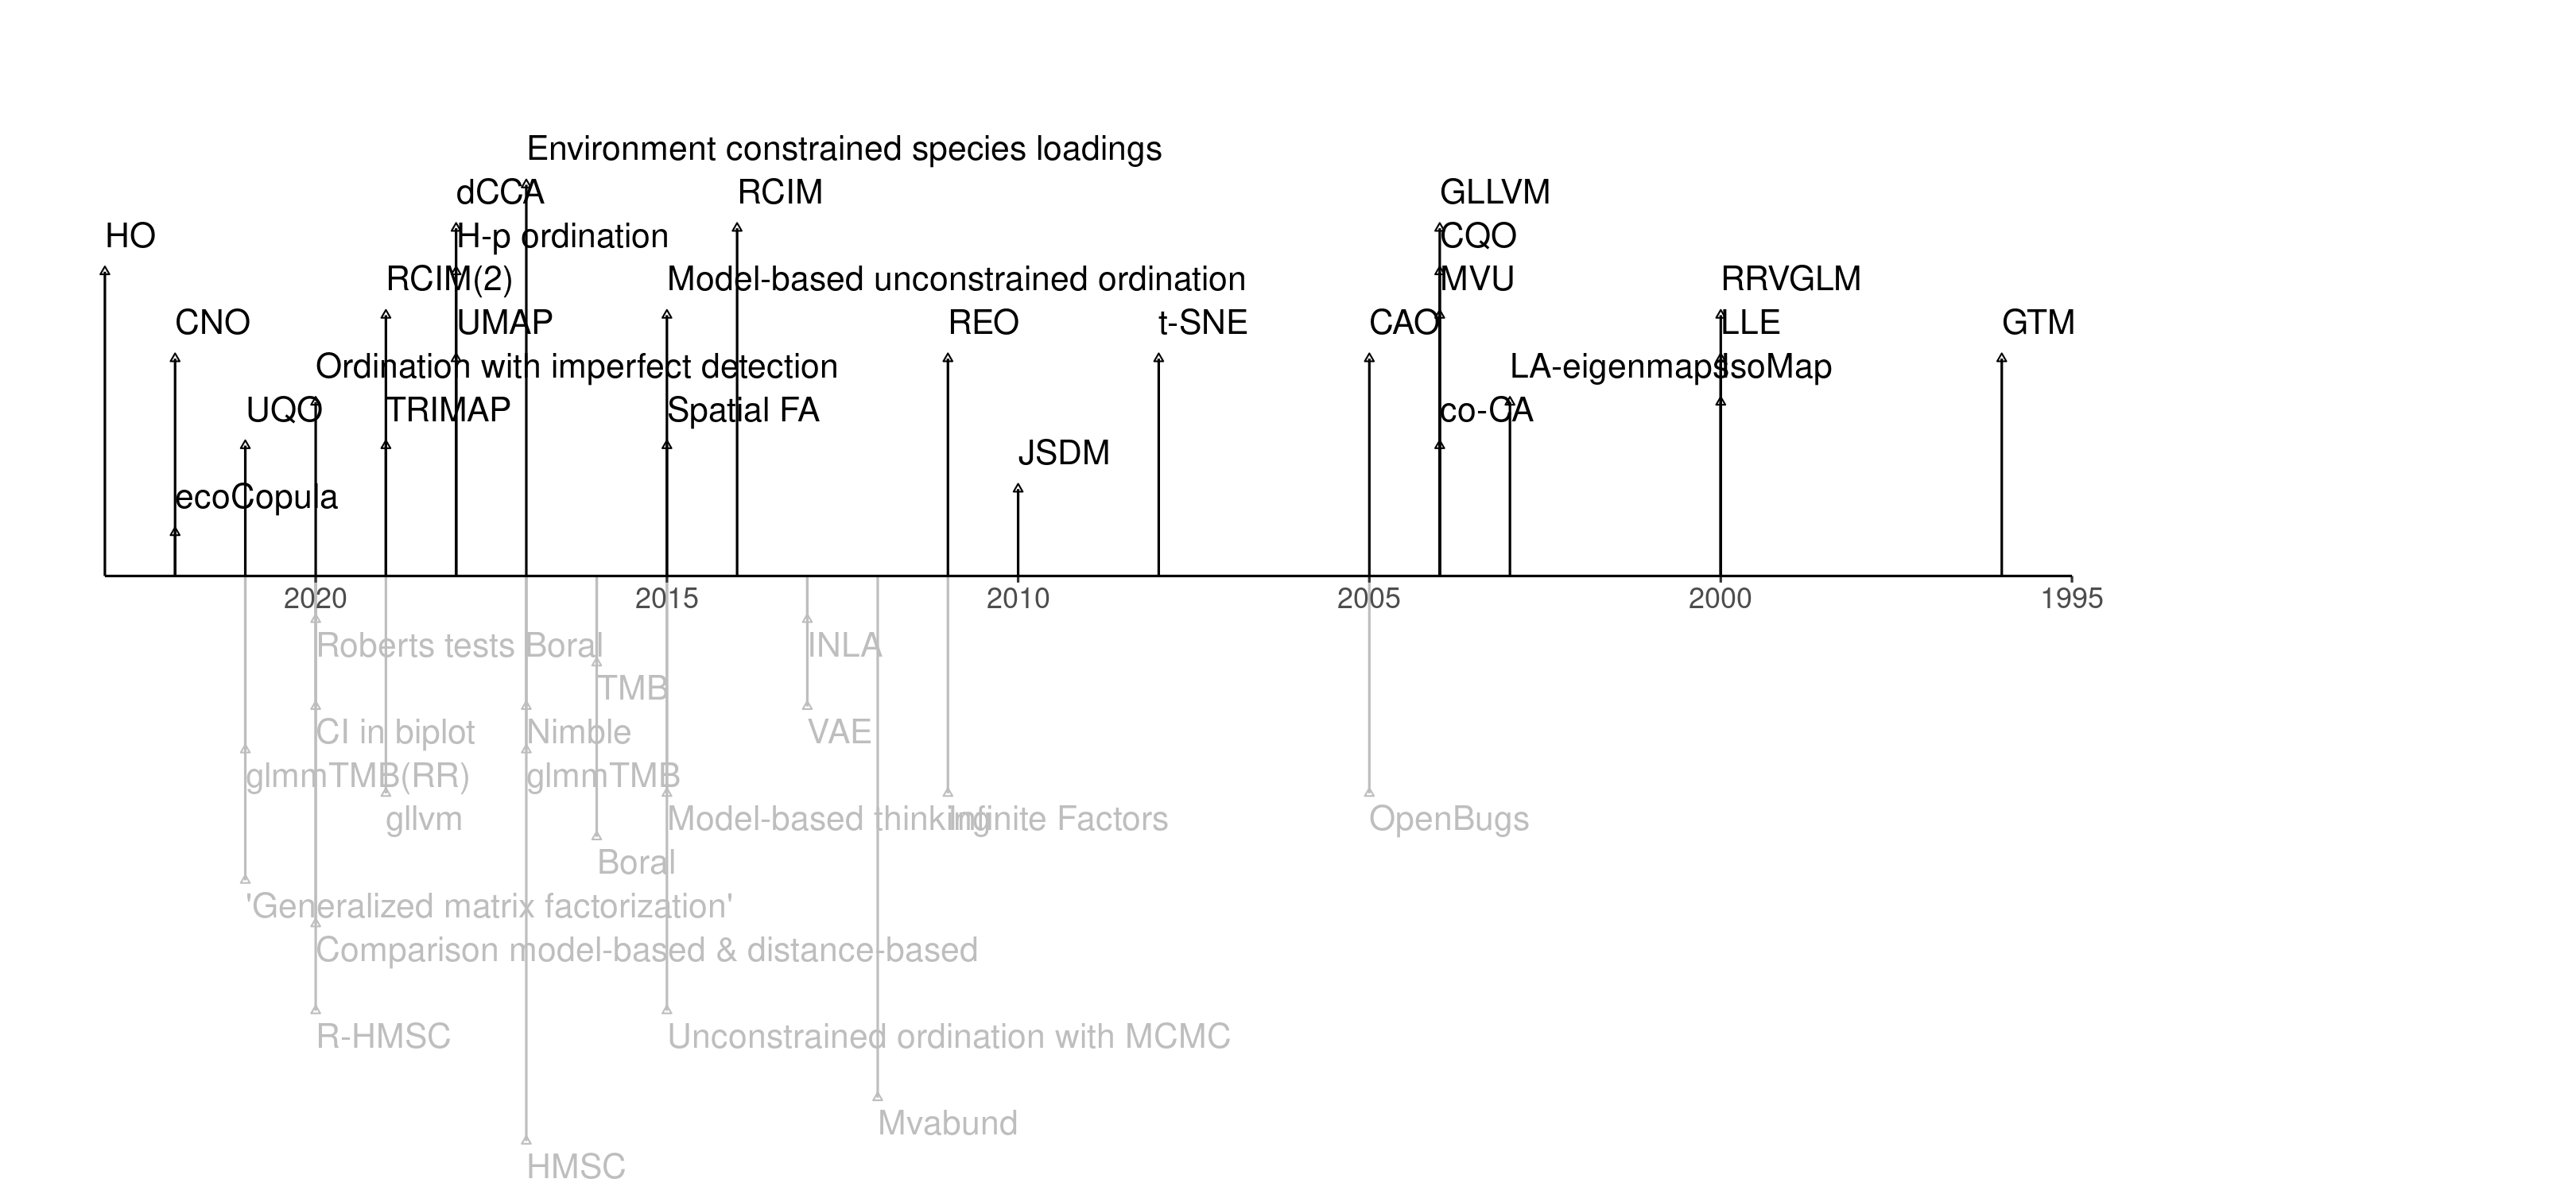 Environment constrained species loadings
dCCA
RCIM
GLLVM
HO
H-p ordination
CQO
RCIM(2)
Model-based unconstrained ordination
MVU
RRVGLM
CNO
UMAP
REO
t-SNE
CAO
LLE
GTM
Ordination with imperfect detection
LA-eigenmaps
IsoMap
UQO
TRIMAP
Spatial FA
co-CA
JSDM
ecoCopula
2020
2015
2010
2005
2000
1995
Roberts tests Boral
INLA
TMB
CI in biplot
Nimble
VAE
glmmTMB(RR)
glmmTMB
gllvm
Model-based thinking
Infinite Factors
OpenBugs
Boral
'Generalized matrix factorization'
Comparison model-based & distance-based
R-HMSC
Unconstrained ordination with MCMC
Mvabund
HMSC